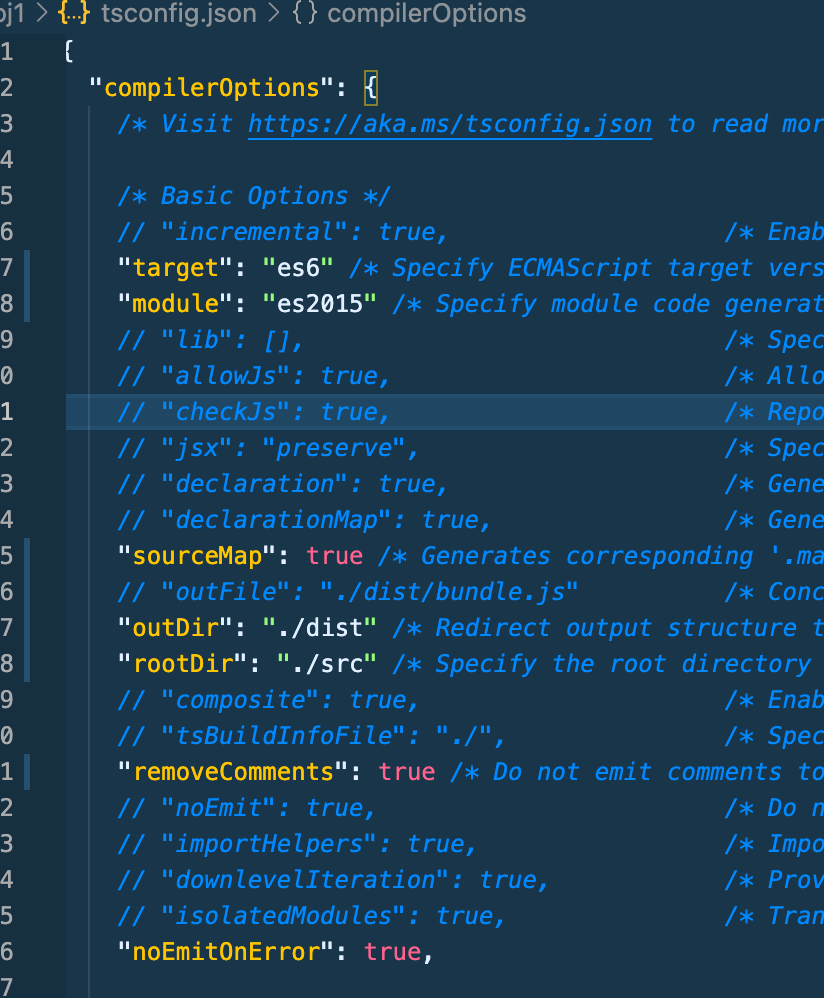 oj1 > {...} tsconfig.json > {} compilerOptions
1 {
2 "compilerOptions": {
3 /* Visit https://aka.ms/tsconfig.json to read mor
4
5 /* Basic Options */
6 // "incremental": true, /* Enab
7 "target": "es6" /* Specify ECMAScript target vers
8 "module": "es2015" /* Specify module code generat
9 // "lib": [], /* Spec
0 // "allowJs": true, /* Allo
1 // "checkJs": true, /* Repo
2 // "jsx": "preserve", /* Spec
3 // "declaration": true, /* Gene
4 // "declarationMap": true, /* Gene
5 "sourceMap": true /* Generates corresponding '.ma
6 // "outFile": "./dist/bundle.js" /* Conc
7 "outDir": "./dist" /* Redirect output structure t
8 "rootDir": "./src" /* Specify the root directory
9 // "composite": true, /* Enab
0 // "tsBuildInfoFile": "./", /* Spec
1 "removeComments": true /* Do not emit comments to
2 // "noEmit": true, /* Do n
3 // "importHelpers": true, /* Impo
4 // "downlevelIteration": true, /* Prov
5 // "isolatedModules": true, /* Tran
6 "noEmitOnError": true,
7